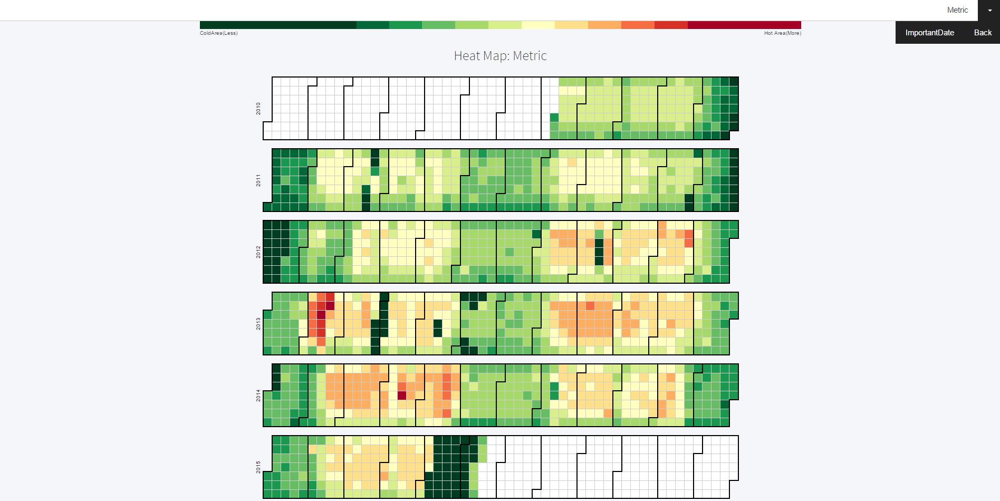 Metric
ColdArea(Less)
Hot Area(More)
ImportantDate
Back
Heat Map: Metric
2010
2011
2012
2013
2014
2015